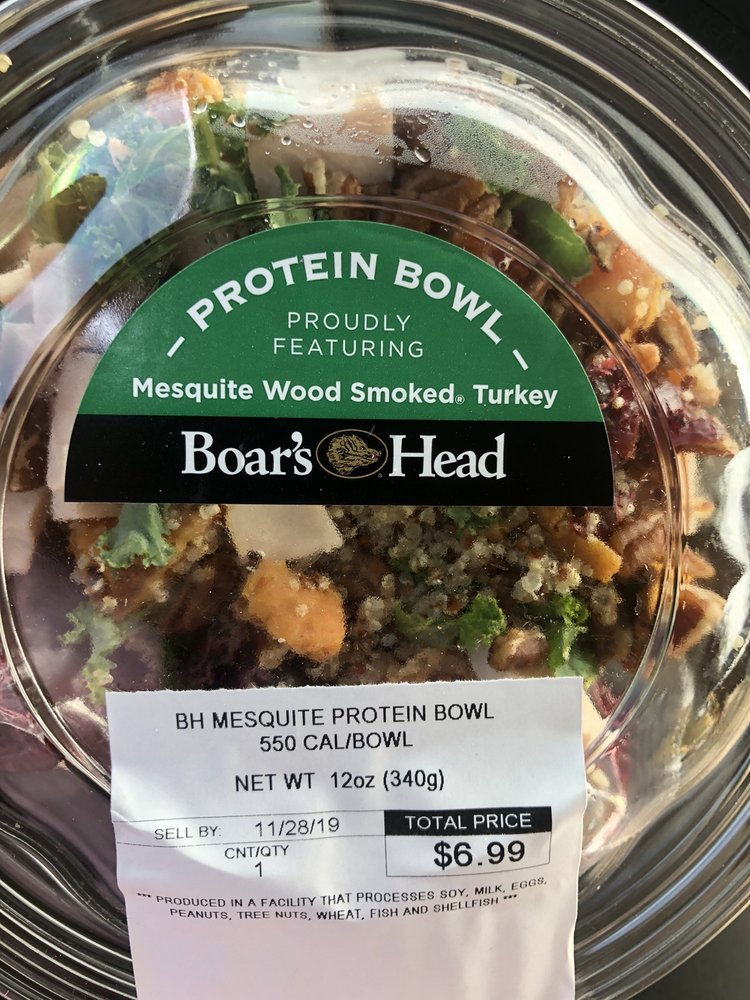 – PROTEIN BOWL –
PROUDLY
FEATURING
Mesquite Wood Smoked® Turkey
Boar's Head
BH MESQUITE PROTEIN BOWL
550 CAL/BOWL
NET WT 12oz (340g)
SELL BY: 11/28/19
CNT/QTY
1
TOTAL PRICE
$6.99
*** PRODUCED IN A FACILITY THAT PROCESSES SOY, MILK, EGGS,
PEANUTS, TREE NUTS, WHEAT, FISH AND SHELLFISH ***